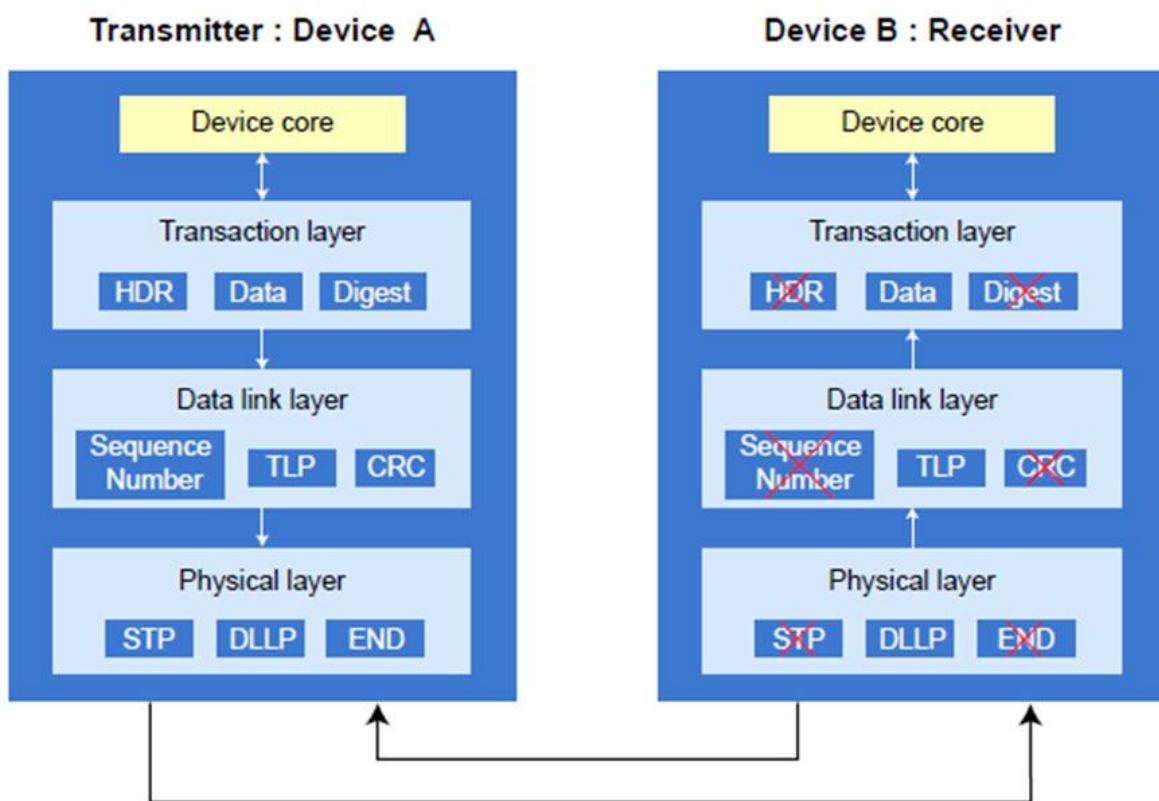 Transmitter : Device A
Device core
Transaction layer
HDR Data Digest
Data link layer
Sequence
Number
TLP CRC
Physical layer
STP DLLP END
Device B : Receiver
Device core
Transaction layer
HDR Data Digest
Data link layer
Sequence
Number
TLP CRC
Physical layer
STP DLLP END